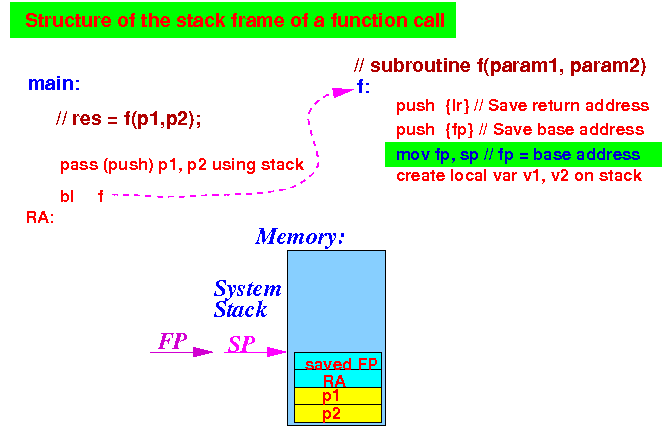 Structure of the stack frame of a function call
main:
// res = f(p1,p2);
pass (push) p1, p2 using stack
bl f
RA:
// subroutine f(param1, param2)
f:
push {lr} // Save return address
push {fp} // Save base address
mov fp, sp // fp = base address
create local var v1, v2 on stack
Memory:
System
Stack
FP
SP
saved FP
RA
p1
p2